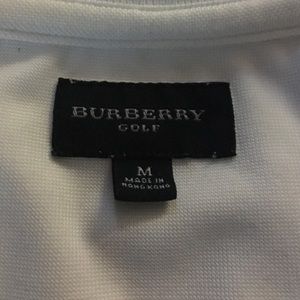 BURBERRY
GOLF
M
MADE IN
HONG KONG